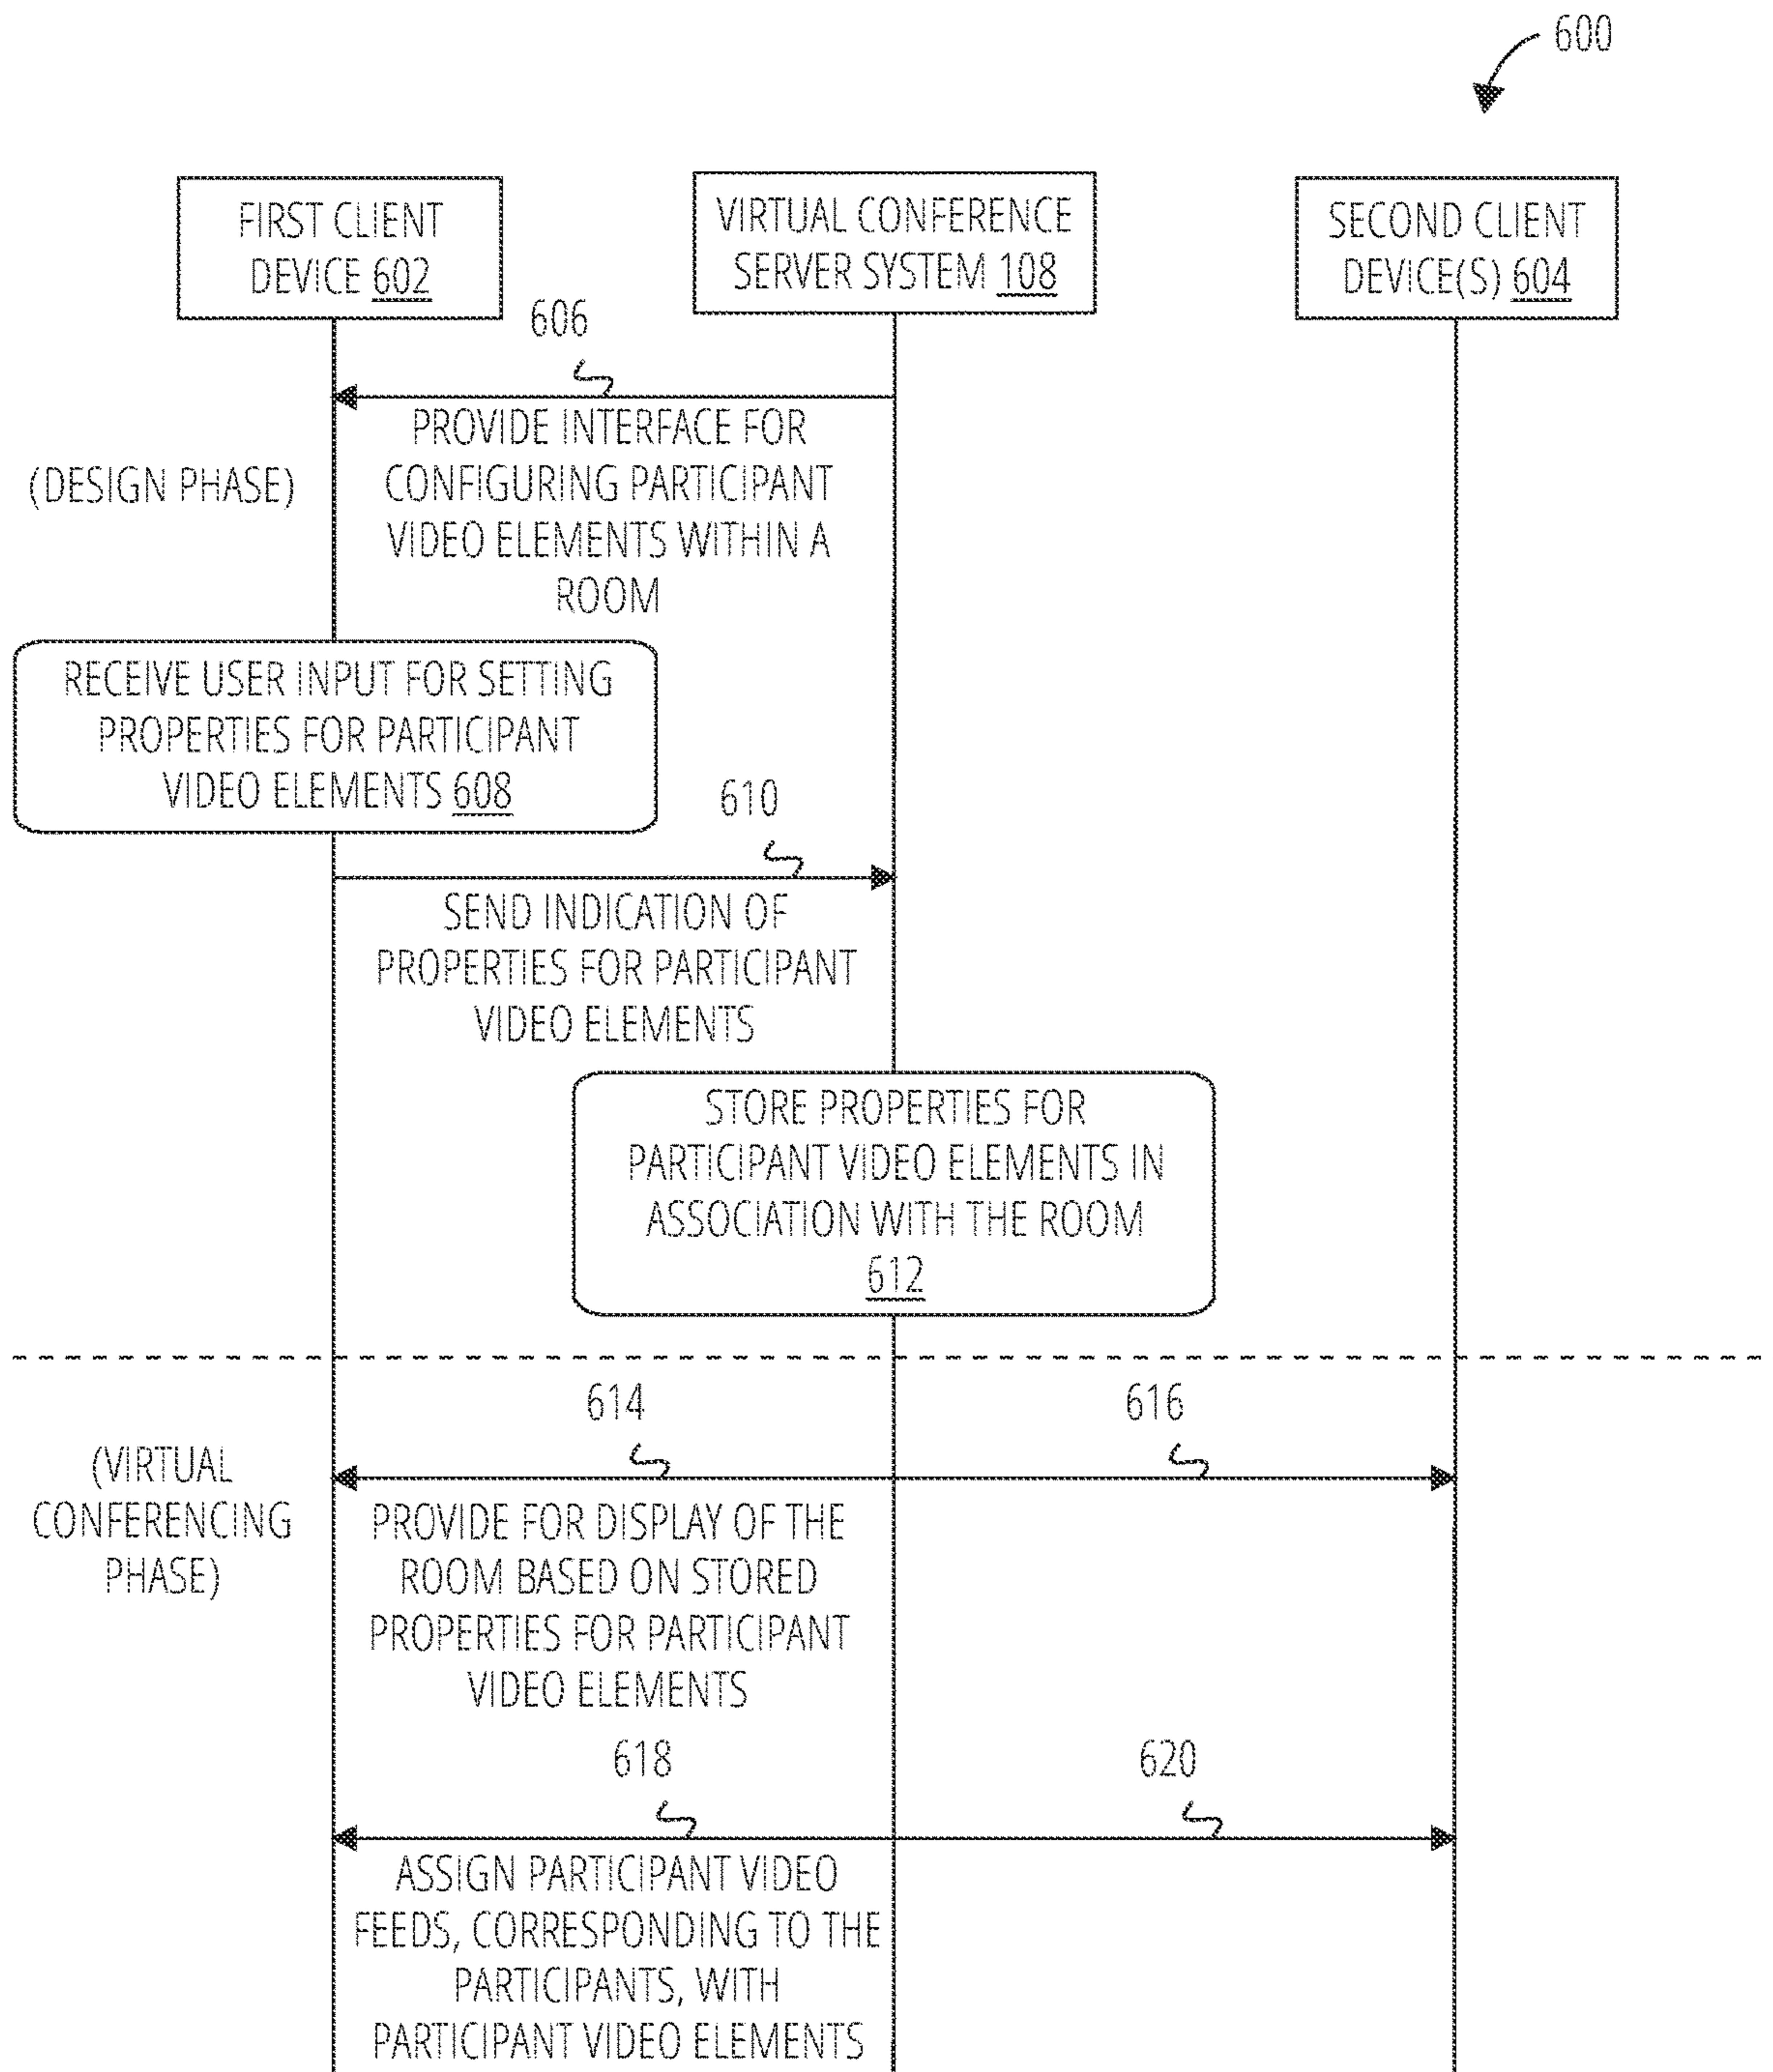 600
FIRST CLIENT
DEVICE 602
VIRTUAL CONFERENCE
SERVER SYSTEM 108
SECOND CLIENT
DEVICE(S) 604
606
PROVIDE INTERFACE FOR
CONFIGURING PARTICIPANT
VIDEO ELEMENTS WITHIN A
ROOM
(DESIGN PHASE)
RECEIVE USER INPUT FOR SETTING
PROPERTIES FOR PARTICIPANT
VIDEO ELEMENTS 608
610
SEND INDICATION OF
PROPERTIES FOR PARTICIPANT
VIDEO ELEMENTS
STORE PROPERTIES FOR
PARTICIPANT VIDEO ELEMENTS IN
ASSOCIATION WITH THE ROOM
612
614
616
(VIRTUAL
CONFERENCING
PHASE)
PROVIDE FOR DISPLAY OF THE
ROOM BASED ON STORED
PROPERTIES FOR PARTICIPANT
VIDEO ELEMENTS
618
620
ASSIGN PARTICIPANT VIDEO
FEEDS, CORRESPONDING TO THE
PARTICIPANTS, WITH
PARTICIPANT VIDEO ELEMENTS